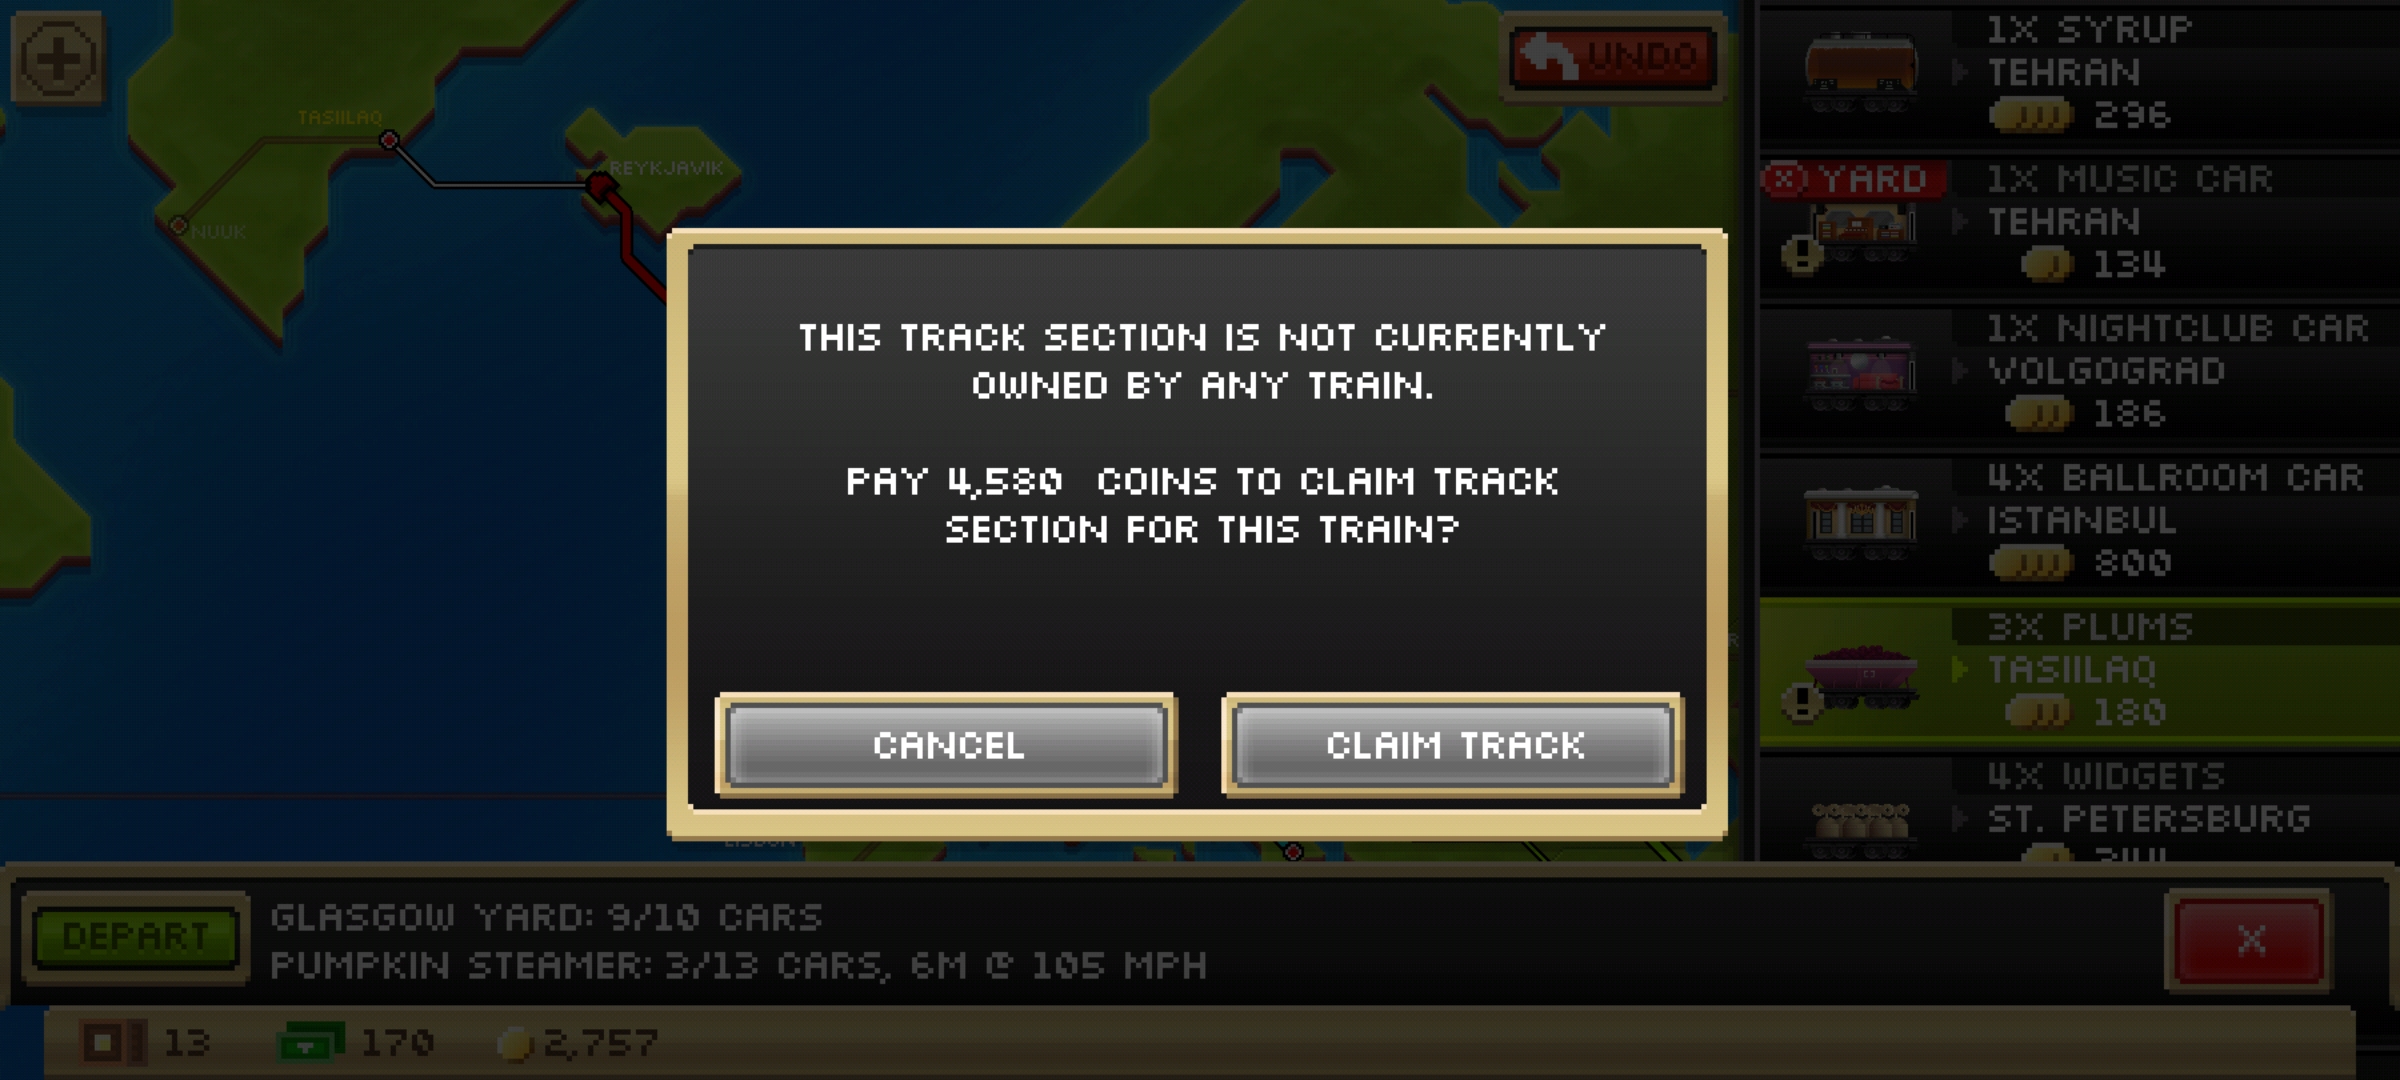 UNDO
TASIILAQ
REYKJAVIK
NUUK
THIS TRACK SECTION IS NOT CURRENTLY
OWNED BY ANY TRAIN.
PAY 4,580 COINS TO CLAIM TRACK
SECTION FOR THIS TRAIN?
CANCEL
CLAIM TRACK
LISBON
1X SYRUP
TEHRAN
296
YARD
1X MUSIC CAR
TEHRAN
134
1X NIGHTCLUB CAR
VOLGOGRAD
186
4X BALLROOM CAR
ISTANBUL
800
3X PLUMS
TASIILAQ
180
4X WIDGETS
ST. PETERSBURG
DEPART
GLASGOW YARD: 9/10 CARS
PUMPKIN STEAMER: 3/13 CARS, 6M @ 105 MPH
X
13
170
2,757